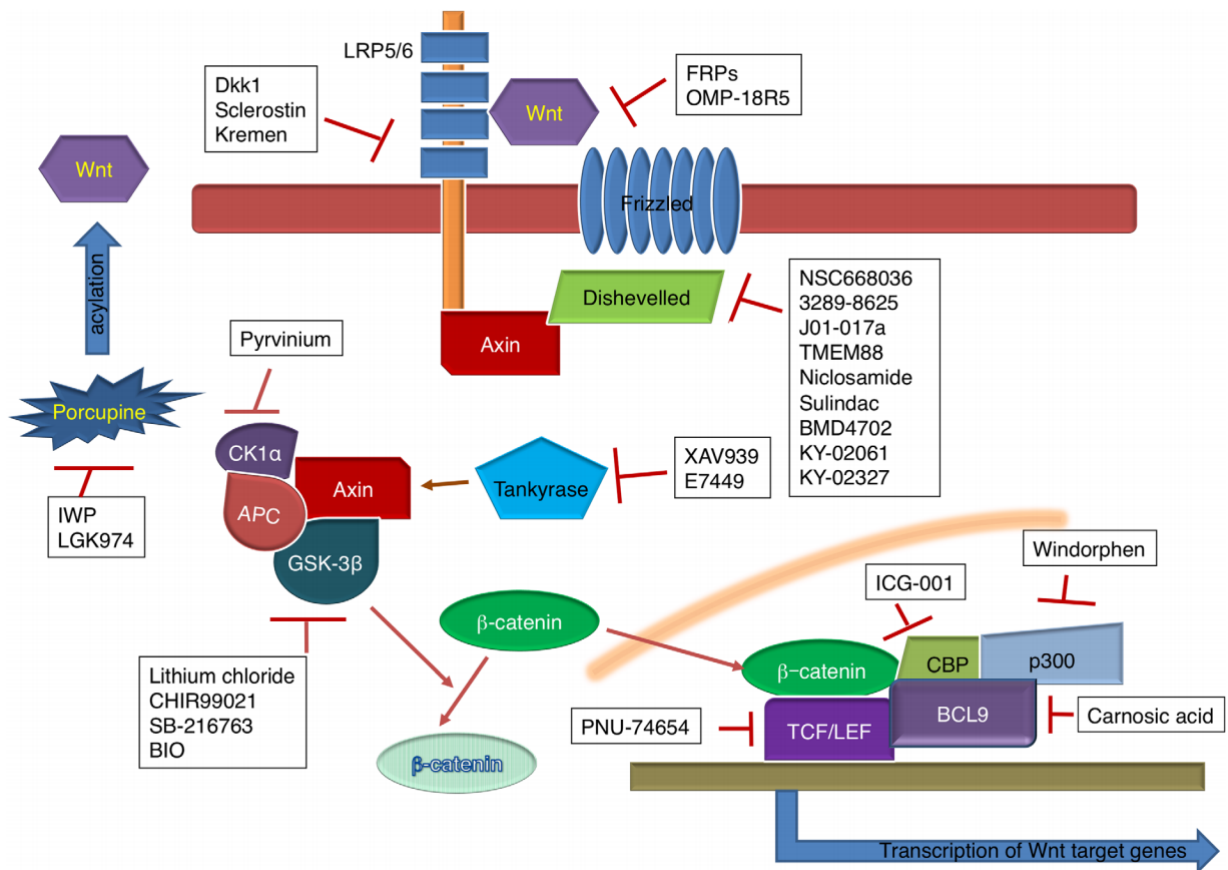 LRP5/6
Dkk1
Sclerostin
Kremen
FRPs
OMP-18R5
Wnt
Wnt
Frizzled
acylation
Dishevelled
NSC668036
3289-8625
J01-017a
TMEM88
Niclosamide
Sulindac
BMD4702
KY-02061
KY-02327
Axin
Pyrvinium
Porcupine
CK1α
Axin
APC
GSK-3β
Tankyrase
XAV939
E7449
IWP
LGK974
Windorphen
ICG-001
β-catenin
β-catenin
CBP
p300
Lithium chloride
CHIR99021
SB-216763
BIO
PNU-74654
TCF/LEF
BCL9
Carnosic acid
β-catenin
Transcription of Wnt target genes